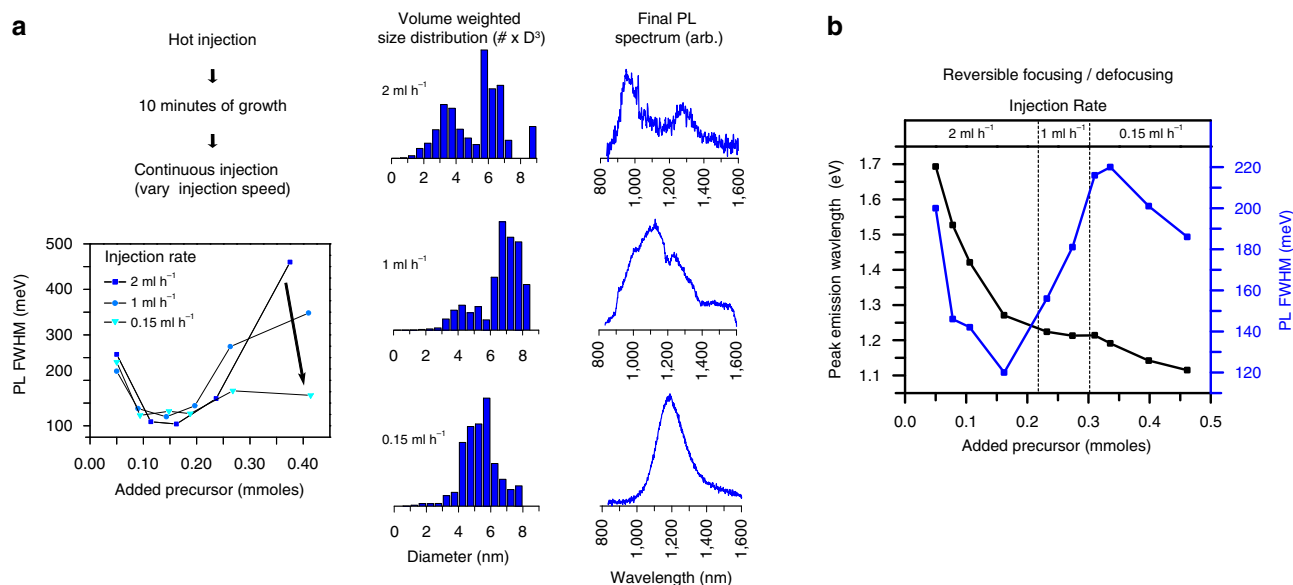 a
Hot injection
10 minutes of growth
Continuous injection
(vary injection speed)
500
400
300
200
100
PL FWHM (meV)
Injection rate
2 ml h⁻¹
1 ml h⁻¹
0.15 ml h⁻¹
0.00 0.10 0.20 0.30 0.40
Added precursor (mmoles)
Volume weighted
size distribution (# x D³)
2 ml h⁻¹
0 2 4 6 8
1 ml h⁻¹
0 2 4 6 8
0.15 ml h⁻¹
0 2 4 6 8
Diameter (nm)
Final PL
spectrum (arb.)
800 1,000 1,200 1,400 1,600
800 1,000 1,200 1,400 1,600
800 1,000 1,200 1,400 1,600
Wavelength (nm)
b
Reversible focusing / defocusing
Injection Rate
2 ml h⁻¹ 1 ml h⁻¹ 0.15 ml h⁻¹
1.7
1.6
1.5
1.4
1.3
1.2
1.1
Peak emission wavlength (eV)
220
200
180
160
140
120
PL FWHM (meV)
0.0 0.1 0.2 0.3 0.4 0.5
Added precursor (mmoles)